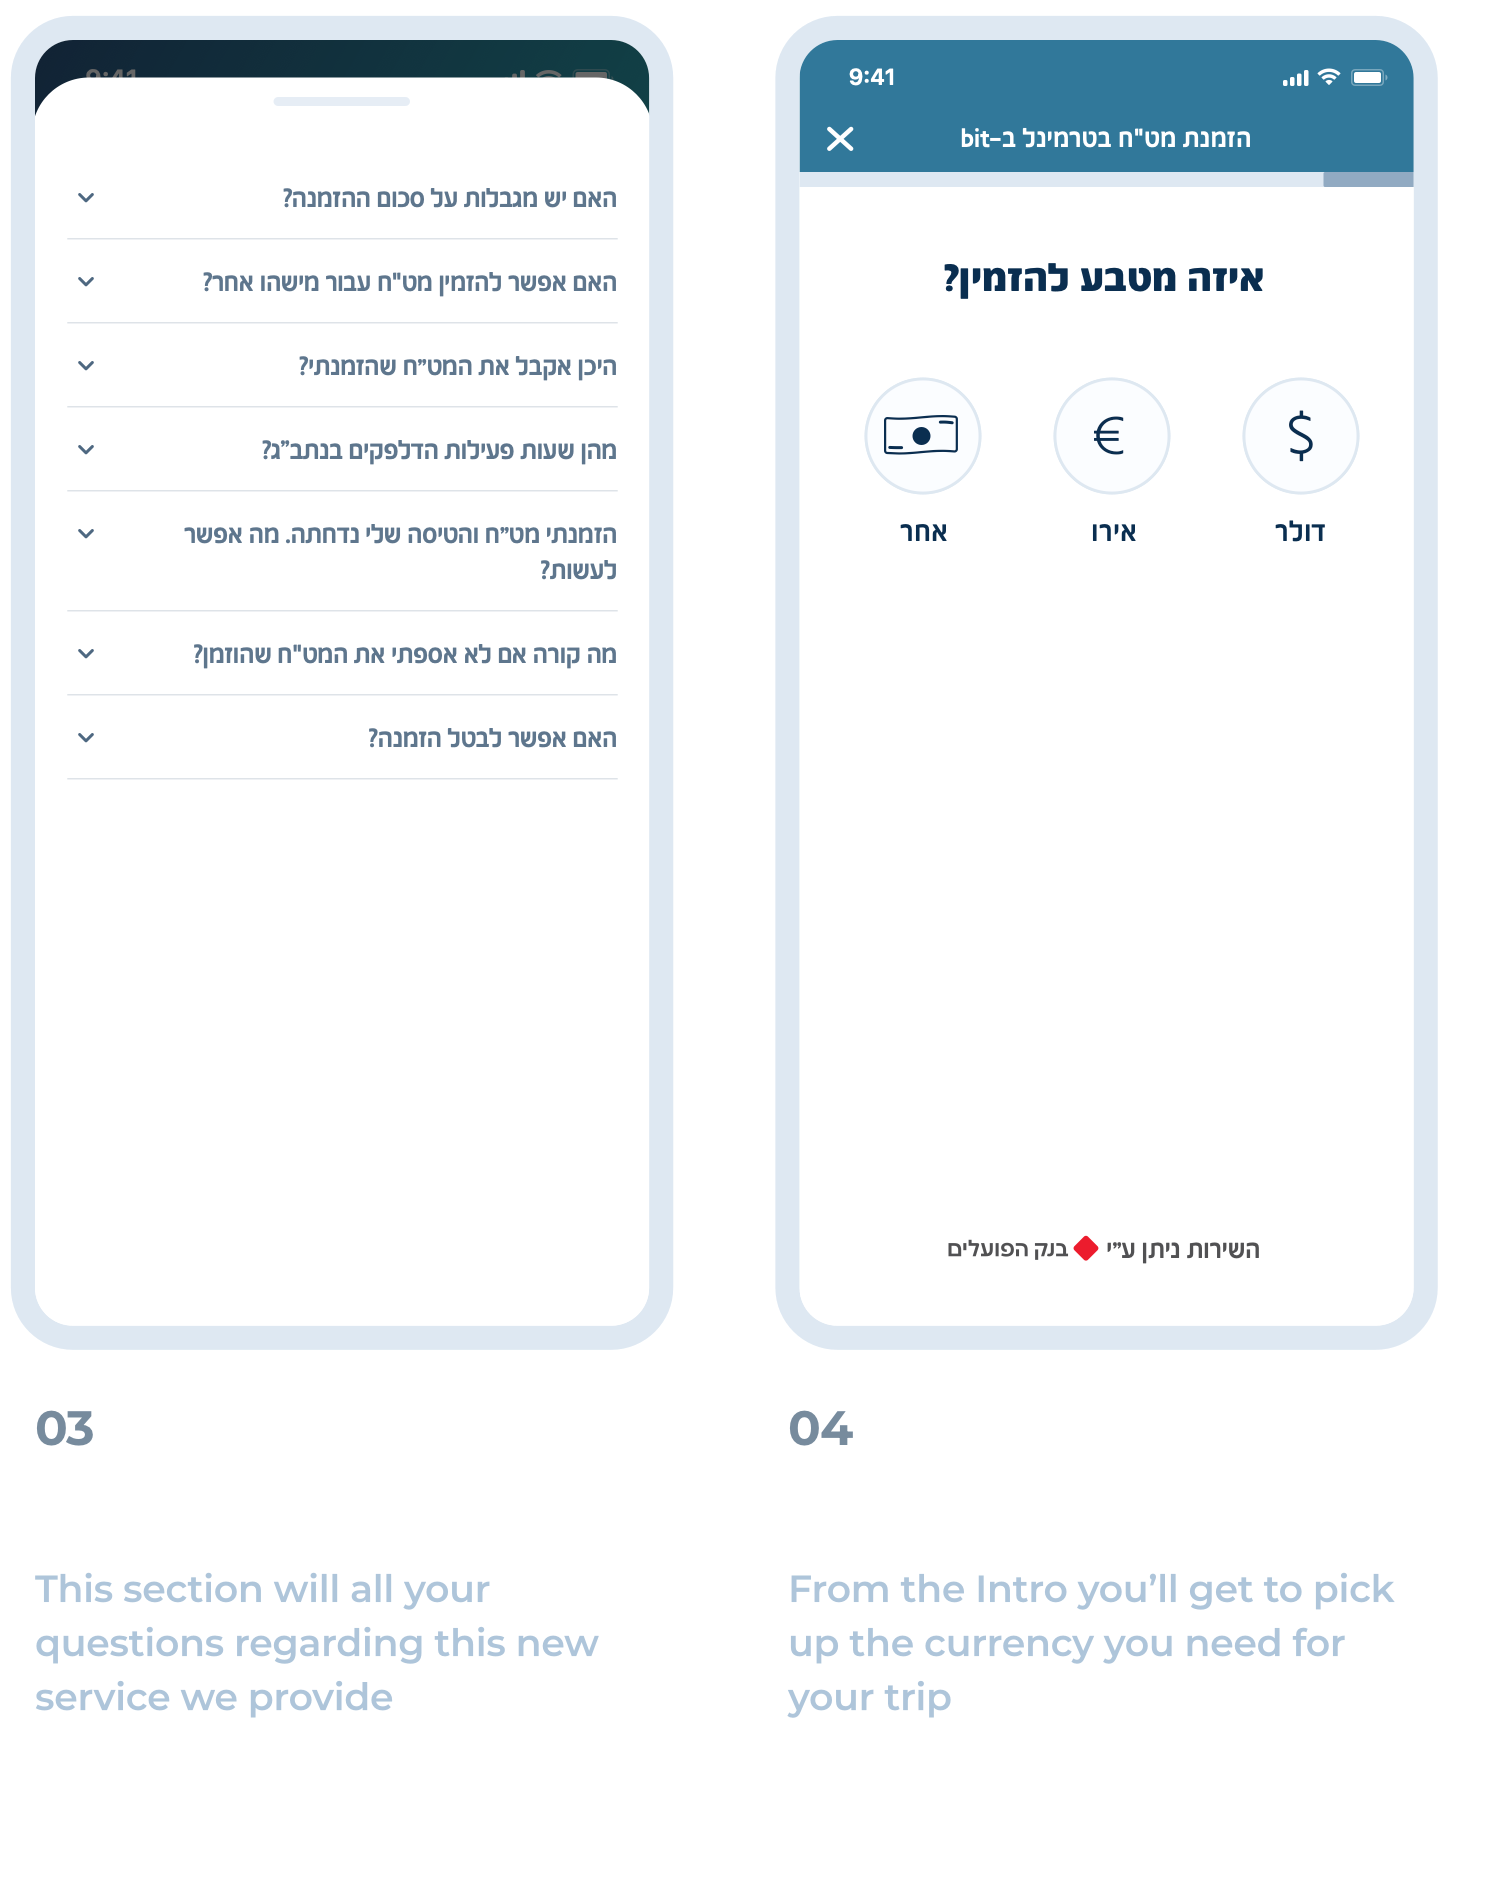 9:41
האם יש מגבלות על סכום ההזמנה?
האם אפשר להזמין מט"ח עבור מישהו אחר?
היכן אקבל את המט״ח שהזמנתי?
מהן שעות פעילות הדלפקים בנתב״ג?
הזמנתי מט״ח והטיסה שלי נדחתה. מה אפשר
לעשות?
מה קורה אם לא אספתי את המט"ח שהוזמן?
האם אפשר לבטל הזמנה?
03
This section will all your
questions regarding this new
service we provide
9:41
הזמנת מט"ח בטרמינל ב-bit
איזה מטבע להזמין?
$
€
דולר
אירו
אחר
השירות ניתן ע״י בנק הפועלים
04
From the Intro you’ll get to pick
up the currency you need for
your trip